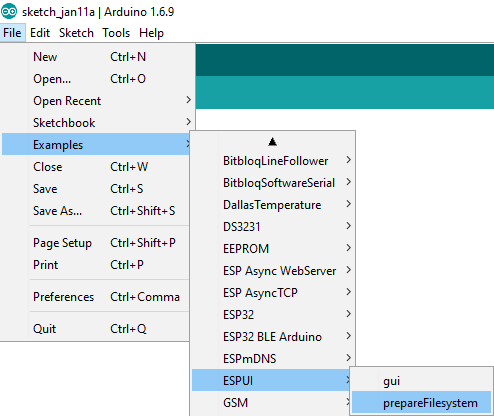 sketch_jan11a | Arduino 1.6.9
File Edit Sketch Tools Help
New Ctrl+N
Open... Ctrl+O
Open Recent
Sketchbook
Examples
Close Ctrl+W
Save Ctrl+S
Save As... Ctrl+Shift+S
Page Setup Ctrl+Shift+P
Print Ctrl+P
Preferences Ctrl+Comma
Quit Ctrl+Q
BitbloqLineFollower
BitbloqSoftwareSerial
DallasTemperature
DS3231
EEPROM
ESP Async WebServer
ESP AsyncTCP
ESP32
ESP32 BLE Arduino
ESPmDNS
ESPUI
GSM
gui
prepareFilesystem